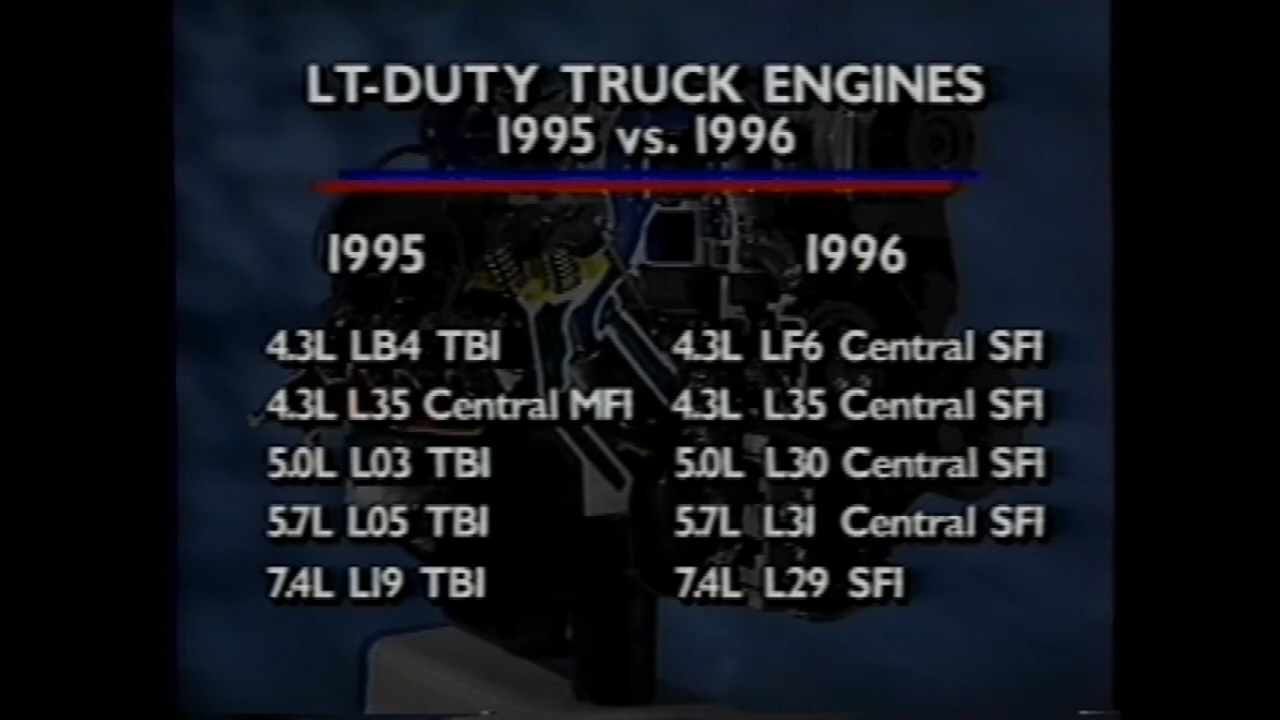 LT-DUTY TRUCK ENGINES
1995 vs. 1996
1995 1996
4.3L LB4 TBI 4.3L LF6 Central SFI
4.3L L35 Central MFI 4.3L L35 Central SFI
5.0L L03 TBI 5.0L L30 Central SFI
5.7L L05 TBI 5.7L L31 Central SFI
7.4L L19 TBI 7.4L L29 SFI